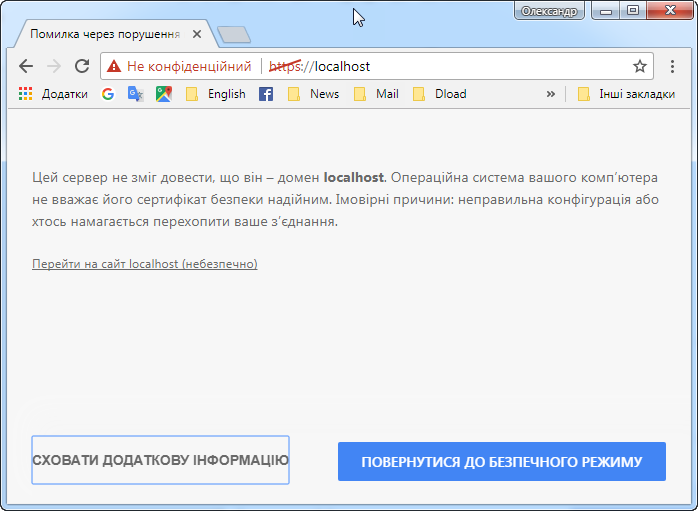 Олександр
Помилка через порушення
Не конфіденційний https://localhost
Додатки English News Mail Dload » Інші закладки
Цей сервер не зміг довести, що він – домен localhost. Операційна система вашого комп’ютера
не вважає його сертифікат безпеки надійним. Імовірні причини: неправильна конфігурація або
хтось намагається перехопити ваше з’єднання.
Перейти на сайт localhost (небезпечно)
СХОВАТИ ДОДАТКОВУ ІНФОРМАЦІЮ ПОВЕРНУТИСЯ ДО БЕЗПЕЧНОГО РЕЖИМУ